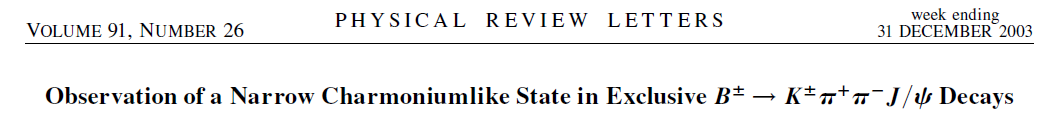 VOLUME 91, NUMBER 26
PHYSICAL REVIEW LETTERS
week ending
31 DECEMBER 2003
Observation of a Narrow Charmoniumlike State in Exclusive B± → K±π+π−J/ψ Decays